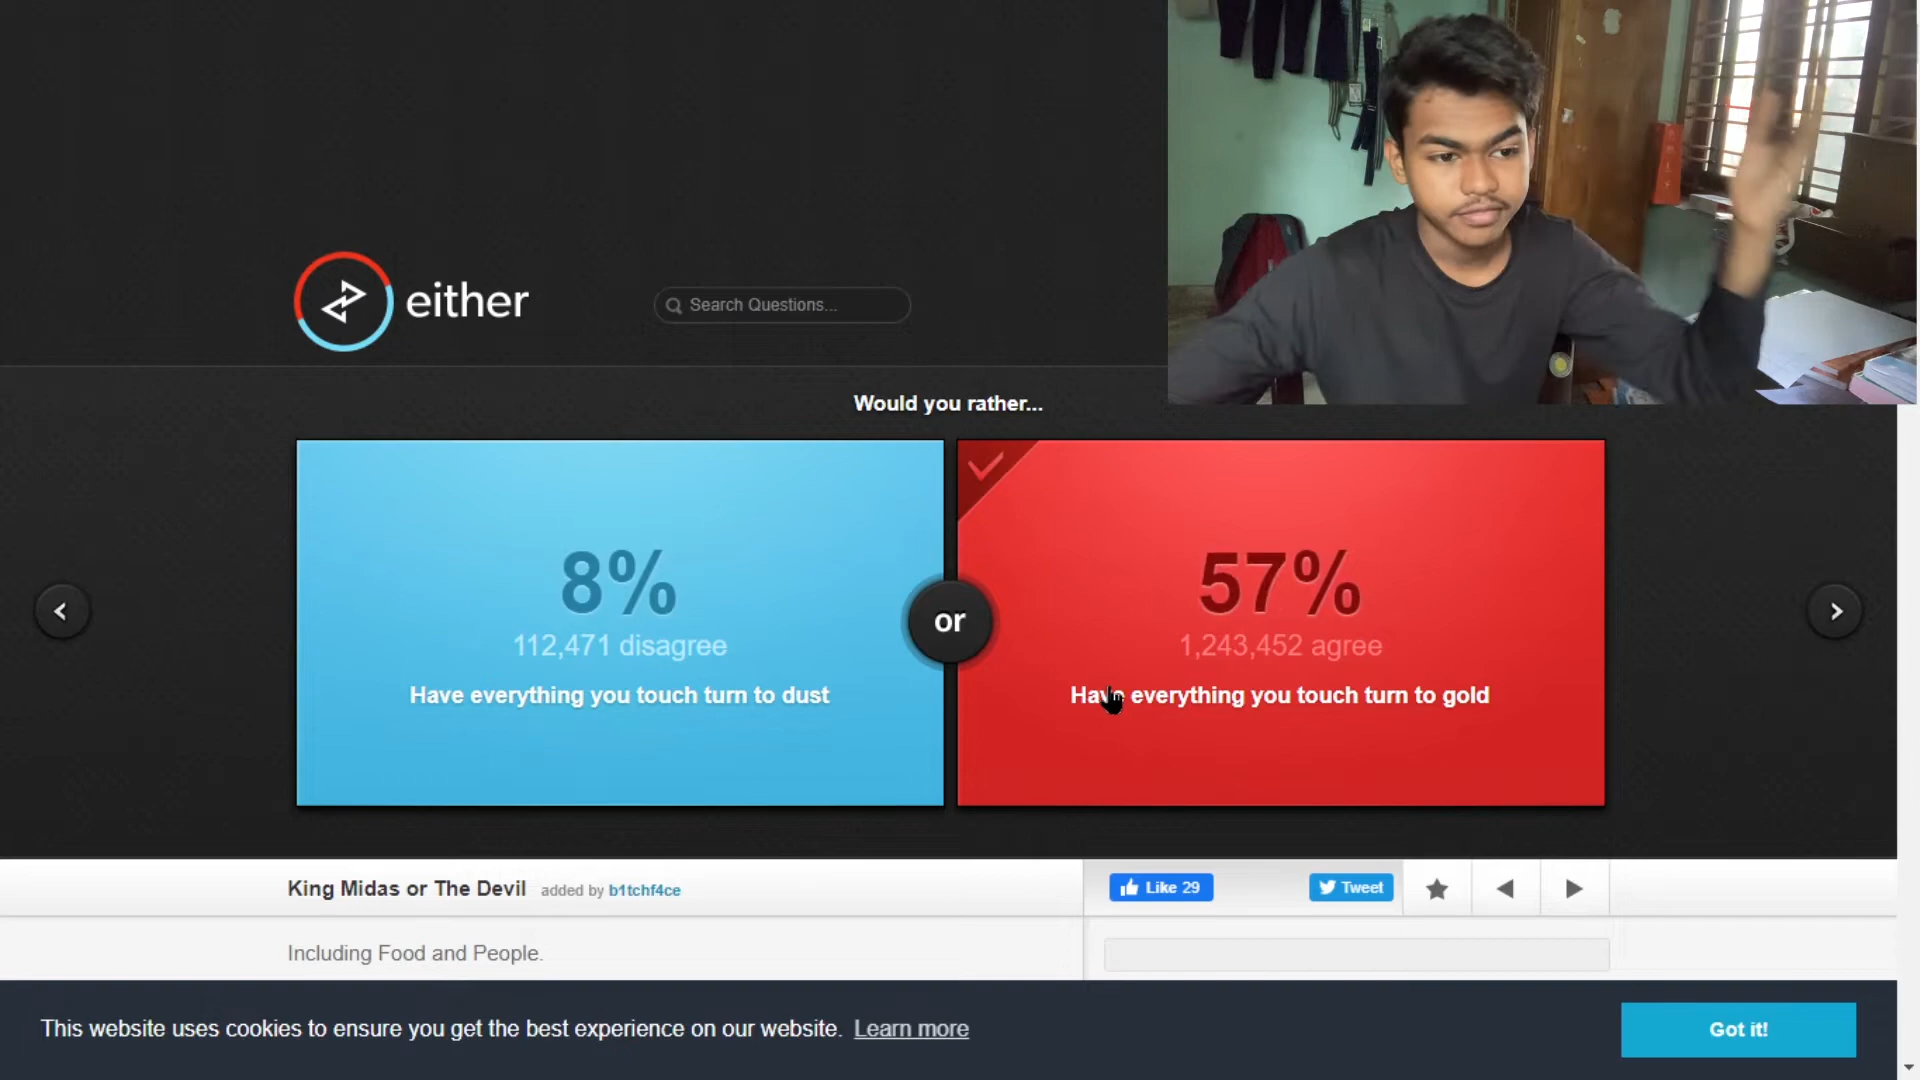 either
Search Questions...
Would you rather...
8%
112,471 disagree
Have everything you touch turn to dust
or
57%
1,243,452 agree
Have everything you touch turn to gold
King Midas or The Devil added by b1tchf4ce
Like 29
Tweet
Including Food and People.
This website uses cookies to ensure you get the best experience on our website. Learn more
Got it!